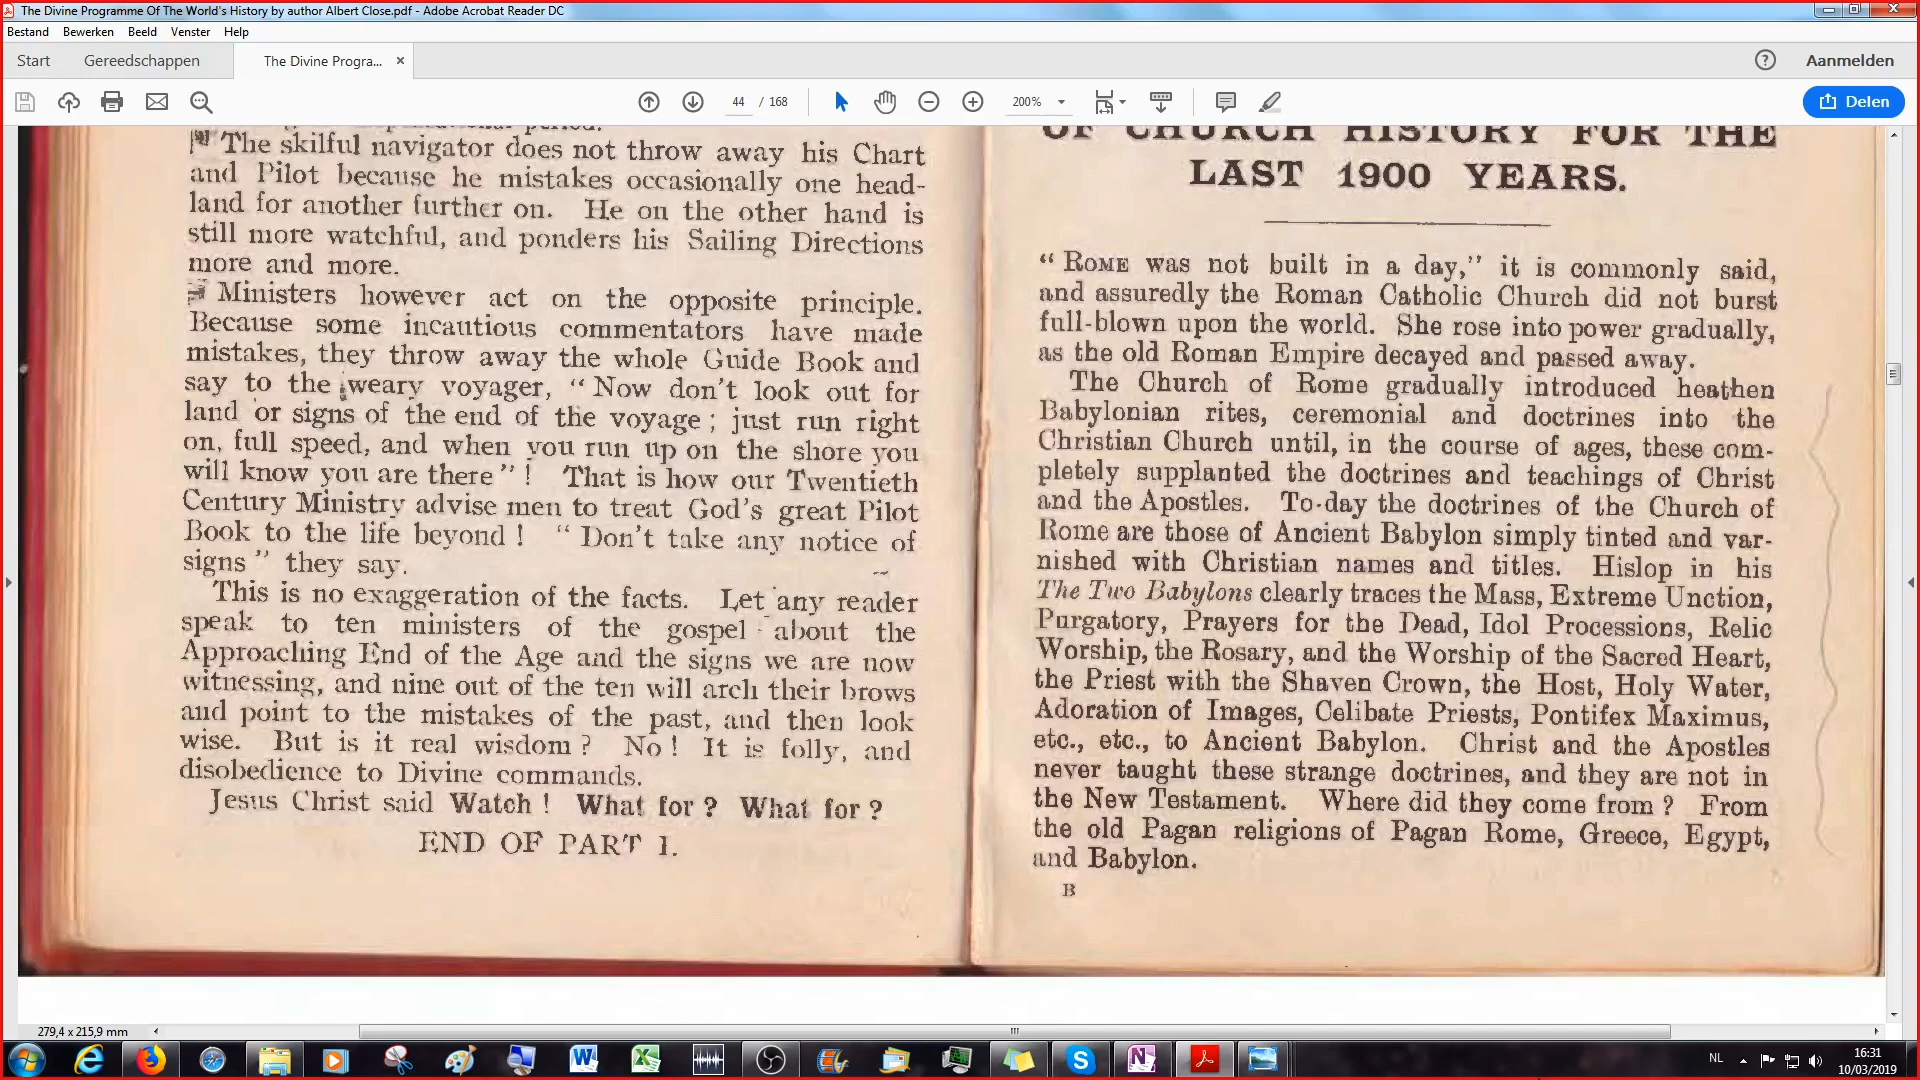 The Divine Programme Of The World's History by author Albert Close.pdf - Adobe Acrobat Reader DC
Bestand Bewerken Beeld Venster Help
Start Gereedschappen The Divine Progra... Aanmelden
44 / 168 200% Delen
The skilful navigator does not throw away his Chart
and Pilot because he mistakes occasionally one head-
land for another further on. He on the other hand is
still more watchful, and ponders his Sailing Directions
more and more.
Ministers however act on the opposite principle.
Because some incautious commentators have made
mistakes, they throw away the whole Guide Book and
say to the weary voyager, “Now don't look out for
land or signs of the end of the voyage; just run right
on, full speed, and when you run up on the shore you
will know you are there”! That is how our Twentieth
Century Ministry advise men to treat God's great Pilot
Book to the life beyond! “Don't take any notice of
signs” they say.
This is no exaggeration of the facts. Let any reader
speak to ten ministers of the gospel about the
Approaching End of the Age and the signs we are now
witnessing, and nine out of the ten will arch their brows
and point to the mistakes of the past, and then look
wise. But is it real wisdom? No! It is folly, and
disobedience to Divine commands.
Jesus Christ said Watch! What for? What for?
END OF PART I.
OF CHURCH HISTORY FOR THE
LAST 1900 YEARS.
“ROME was not built in a day,” it is commonly said,
and assuredly the Roman Catholic Church did not burst
full-blown upon the world. She rose into power gradually,
as the old Roman Empire decayed and passed away.
The Church of Rome gradually introduced heathen
Babylonian rites, ceremonial and doctrines into the
Christian Church until, in the course of ages, these com-
pletely supplanted the doctrines and teachings of Christ
and the Apostles. To-day the doctrines of the Church of
Rome are those of Ancient Babylon simply tinted and var-
nished with Christian names and titles. Hislop in his
The Two Babylons clearly traces the Mass, Extreme Unction,
Purgatory, Prayers for the Dead, Idol Processions, Relic
Worship, the Rosary, and the Worship of the Sacred Heart,
the Priest with the Shaven Crown, the Host, Holy Water,
Adoration of Images, Celibate Priests, Pontifex Maximus,
etc., etc., to Ancient Babylon. Christ and the Apostles
never taught these strange doctrines, and they are not in
the New Testament. Where did they come from? From
the old Pagan religions of Pagan Rome, Greece, Egypt,
and Babylon.
B
279,4 x 215,9 mm
NL 16:31
10/03/2019